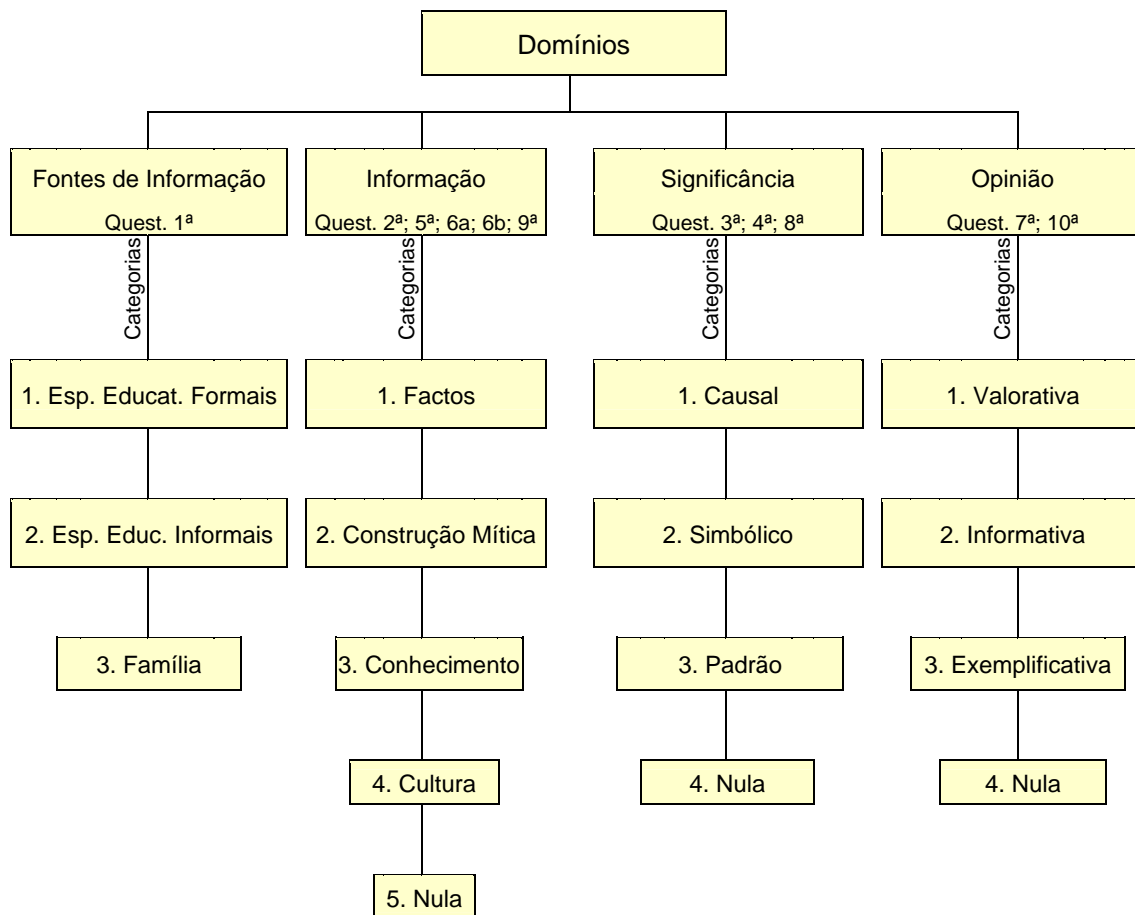 Domínios
Fontes de Informação
Quest. 1ª
Categorias
1. Esp. Educat. Formais
2. Esp. Educ. Informais
3. Família
Informação
Quest. 2ª; 5ª; 6a; 6b; 9ª
Categorias
1. Factos
2. Construção Mítica
3. Conhecimento
4. Cultura
5. Nula
Significância
Quest. 3ª; 4ª; 8ª
Categorias
1. Causal
2. Simbólico
3. Padrão
4. Nula
Opinião
Quest. 7ª; 10ª
Categorias
1. Valorativa
2. Informativa
3. Exemplificativa
4. Nula